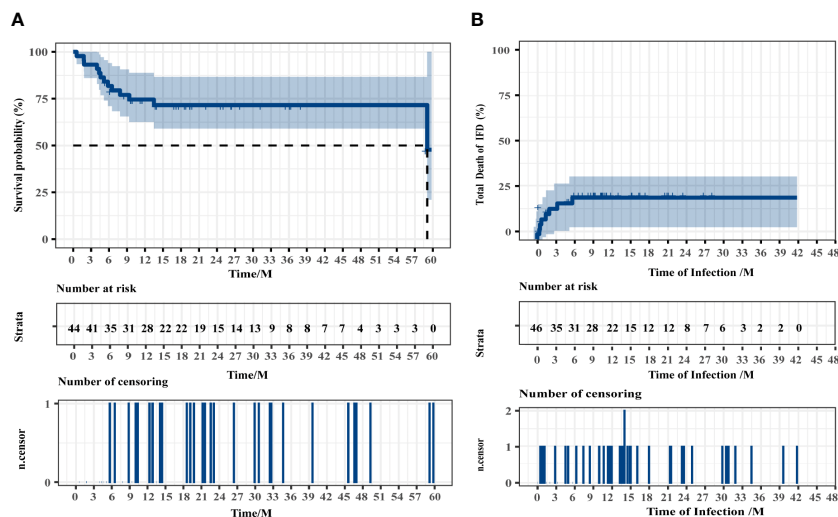 A
100
75
50
25
0
Survival probability (%)
0 3 6 9 12 15 18 21 24 27 30 33 36 39 42 45 48 51 54 57 60
Time/M
Number at risk
Strata
44 41 35 31 28 22 22 19 15 14 13 9 8 8 7 7 4 3 3 3 0
0 3 6 9 12 15 18 21 24 27 30 33 36 39 42 45 48 51 54 57 60
Time/M
Number of censoring
1
0
n.censor
0 3 6 9 12 15 18 21 24 27 30 33 36 39 42 45 48 51 54 57 60
Time/M
B
100
75
50
25
0
Total Death of IFD (%)
0 3 6 9 12 15 18 21 24 27 30 33 36 39 42 45 48
Time of Infection /M
Number at risk
Strata
46 35 31 28 22 15 12 12 8 7 6 3 2 2 0
0 3 6 9 12 15 18 21 24 27 30 33 36 39 42 45 48
Time of Infection /M
Number of censoring
2
1
0
n.censor
0 3 6 9 12 15 18 21 24 27 30 33 36 39 42 45 48
Time of Infection /M